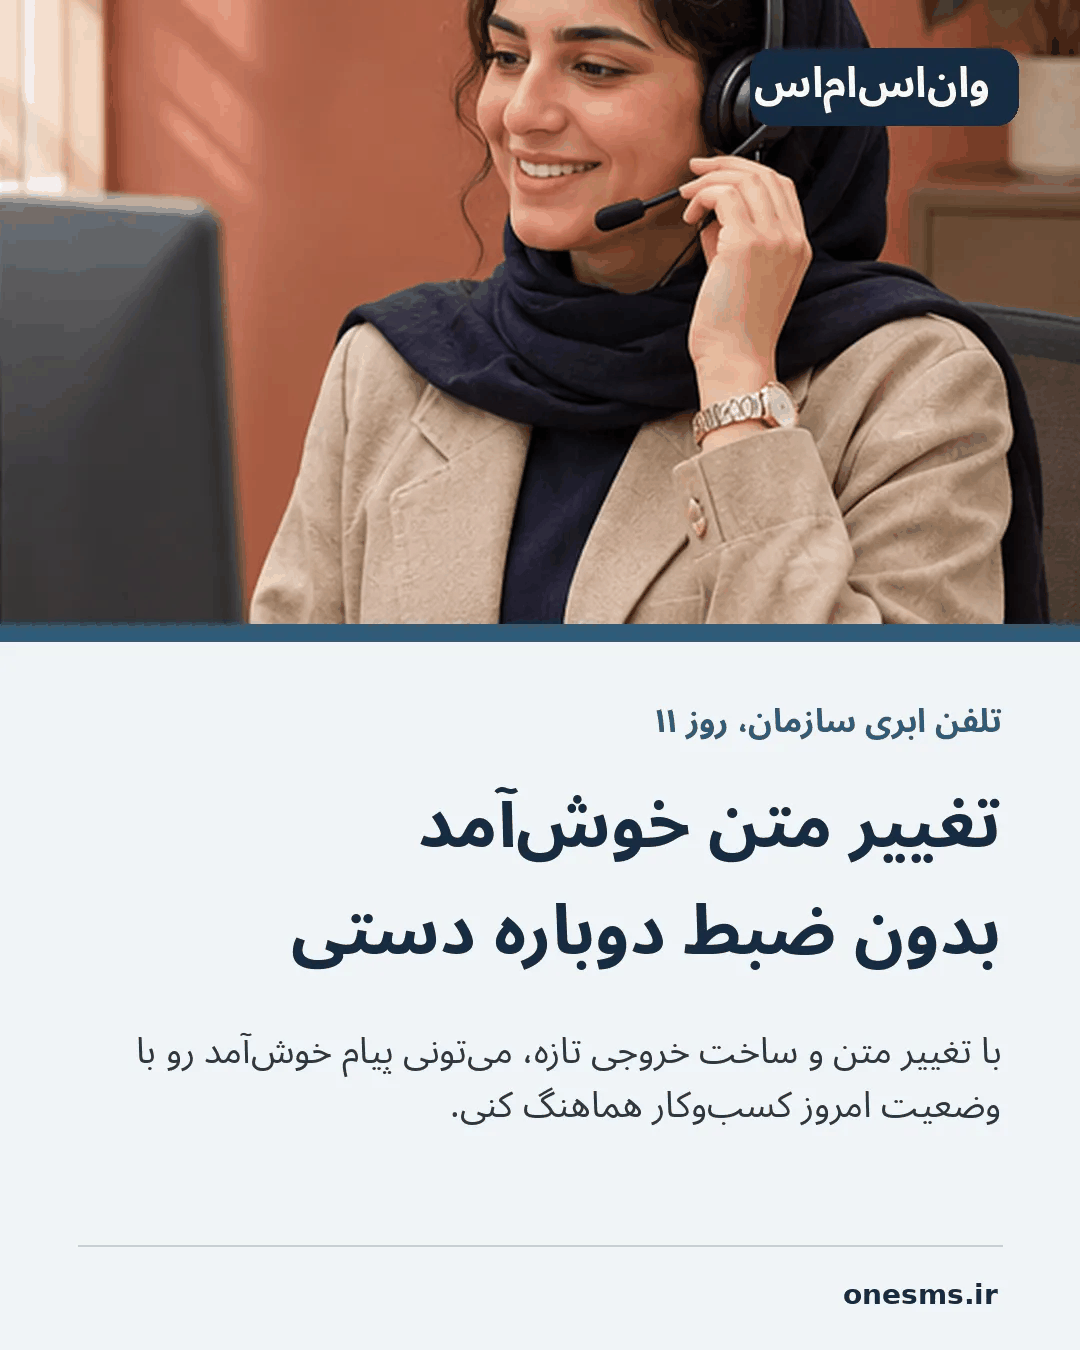 وان‌اس‌ام‌اس
تلفن ابری سازمان، روز ۱۱
تغییر متن خوش‌آمد
بدون ضبط دوباره دستی
با تغییر متن و ساخت خروجی تازه، می‌تونی پیام خوش‌آمد رو با
وضعیت امروز کسب‌وکار هماهنگ کنی.
onesms.ir